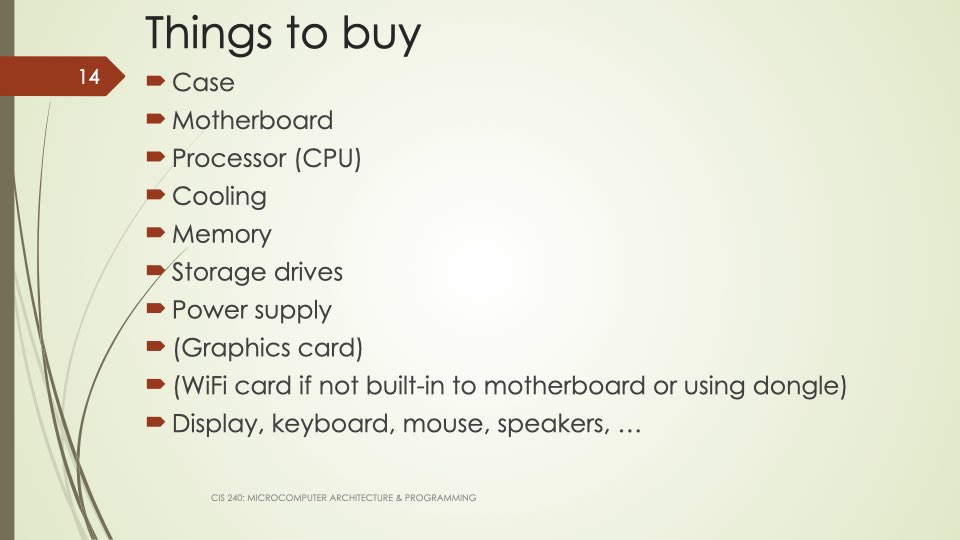 Things to buy
14
Case
Motherboard
Processor (CPU)
Cooling
Memory
Storage drives
Power supply
(Graphics card)
(WiFi card if not built-in to motherboard or using dongle)
Display, keyboard, mouse, speakers, …
CIS 240: MICROCOMPUTER ARCHITECTURE & PROGRAMMING